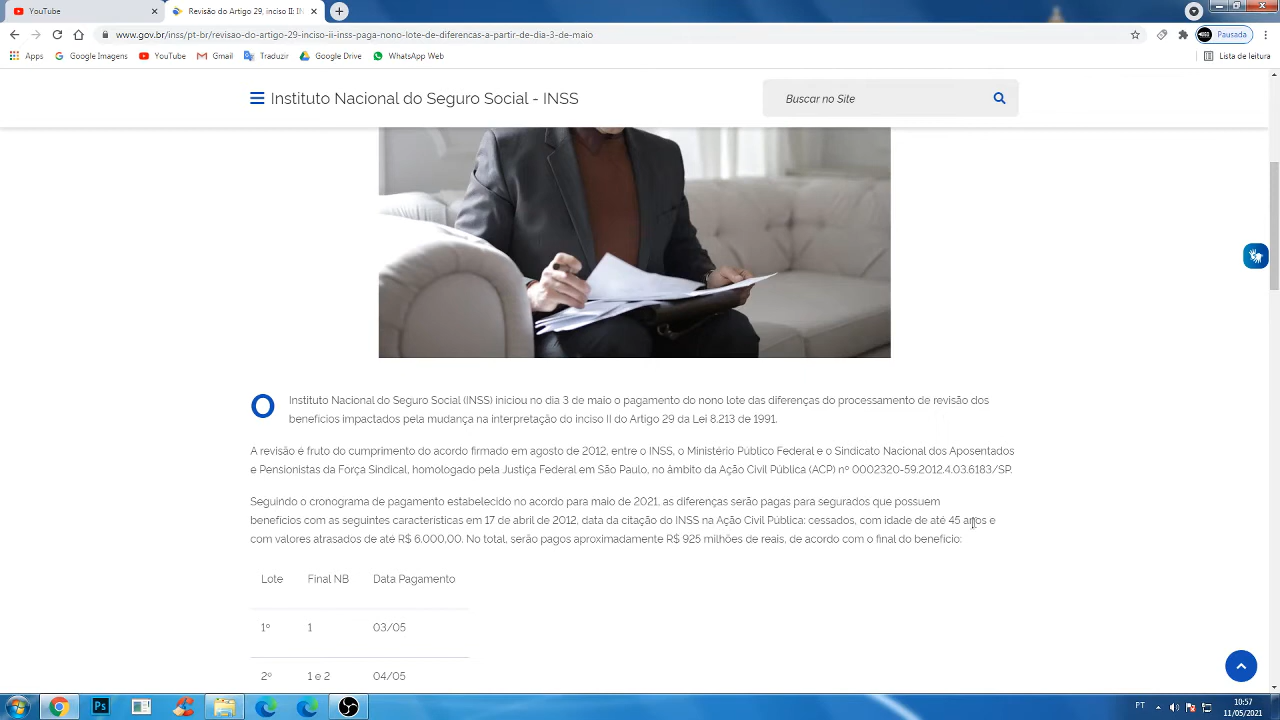 YouTube
Revisão do Artigo 29, inciso II: IN
www.gov.br/inss/pt-br/revisao-do-artigo-29-inciso-ii-inss-paga-nono-lote-de-diferencas-a-partir-de-dia-3-de-maio
Pausada
Apps
Google Imagens
YouTube
Gmail
Traduzir
Google Drive
WhatsApp Web
Lista de leitura
Instituto Nacional do Seguro Social - INSS
Buscar no Site
O Instituto Nacional do Seguro Social (INSS) iniciou no dia 3 de maio o pagamento do nono lote das diferenças do processamento de revisão dos
benefícios impactados pela mudança na interpretação do inciso II do Artigo 29 da Lei 8.213 de 1991.
A revisão é fruto do cumprimento do acordo firmado em agosto de 2012, entre o INSS, o Ministério Público Federal e o Sindicato Nacional dos Aposentados
e Pensionistas da Força Sindical, homologado pela Justiça Federal em São Paulo, no âmbito da Ação Civil Pública (ACP) nº 0002320-59.2012.4.03.6183/SP.
Seguindo o cronograma de pagamento estabelecido no acordo para maio de 2021, as diferenças serão pagas para segurados que possuem
benefícios com as seguintes características em 17 de abril de 2012, data da citação do INSS na Ação Civil Pública: cessados, com idade de até 45 anos e
com valores atrasados de até R$ 6.000,00. No total, serão pagos aproximadamente R$ 925 milhões de reais, de acordo com o final do benefício:
Lote Final NB Data Pagamento
1º 1 03/05
2º 1 e 2 04/05
Ps
PT
10:57
11/05/2021